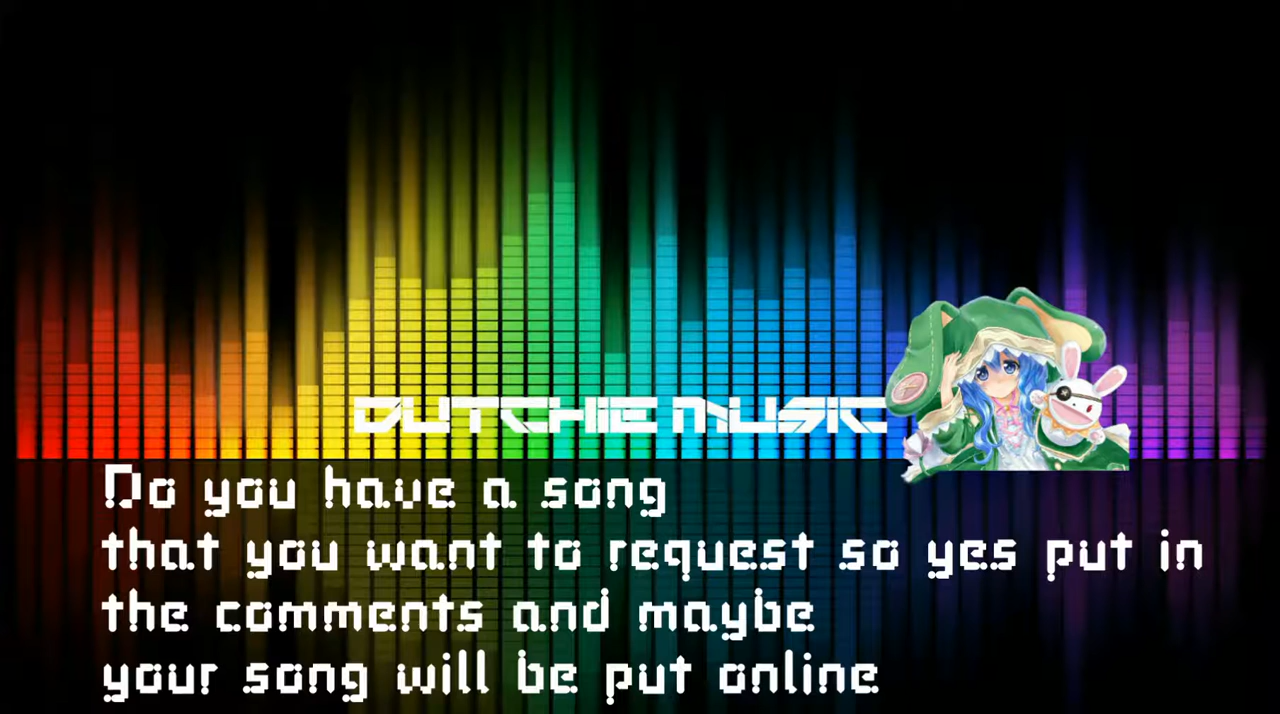 DUTCHIE MUSIC
Do you have a song
that you want to request so yes put in
the comments and maybe
your song will be put online